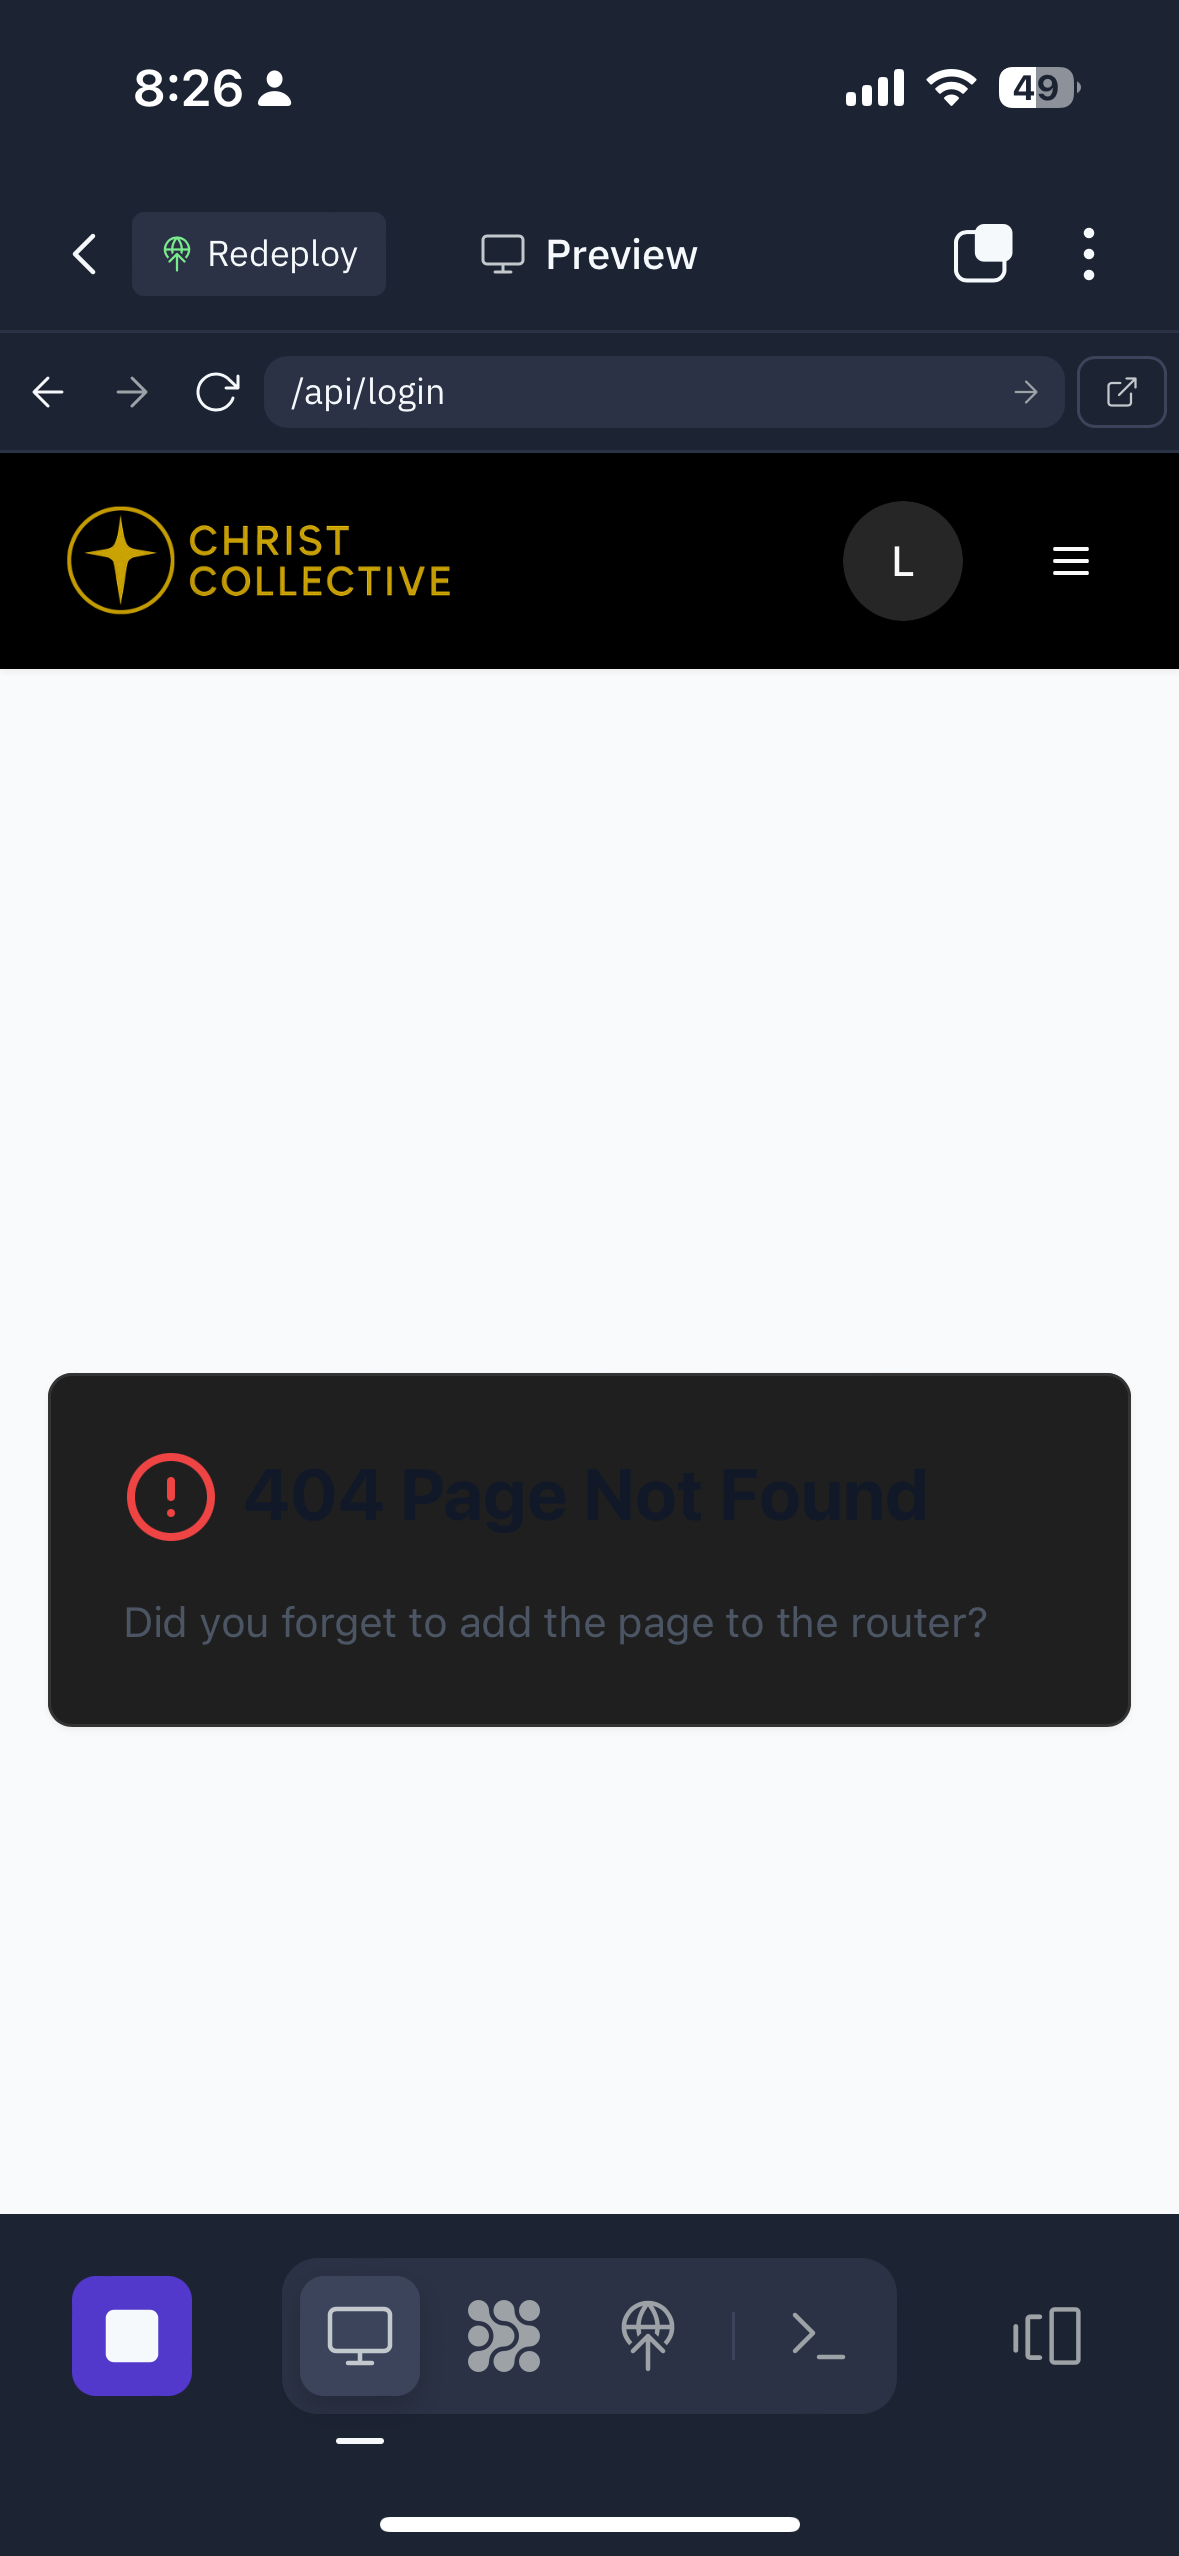 8:26
49
Redeploy
Preview
/api/login
CHRIST
COLLECTIVE
L
404 Page Not Found
Did you forget to add the page to the router?